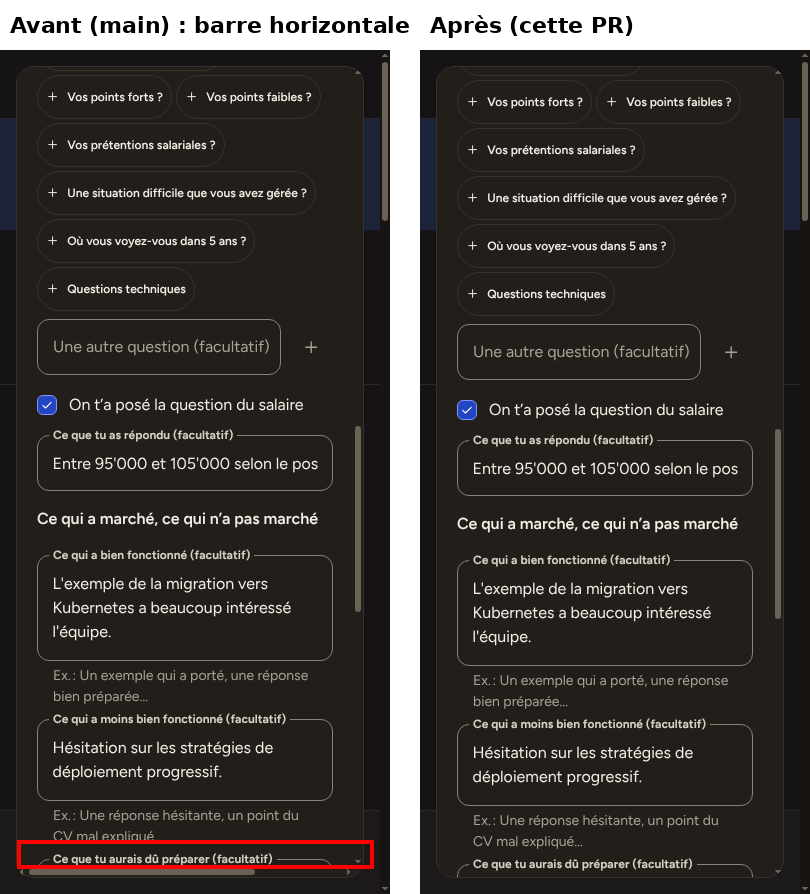 Avant (main) : barre horizontale
+ Vos points forts ?
+ Vos points faibles ?
+ Vos prétentions salariales ?
+ Une situation difficile que vous avez gérée ?
+ Où vous voyez-vous dans 5 ans ?
+ Questions techniques
Une autre question (facultatif) +
On t’a posé la question du salaire
Ce que tu as répondu (facultatif)
Entre 95'000 et 105'000 selon le pos
Ce qui a marché, ce qui n’a pas marché
Ce qui a bien fonctionné (facultatif)
L'exemple de la migration vers
Kubernetes a beaucoup intéressé
l'équipe.
Ex. : Un exemple qui a porté, une réponse
bien préparée…
Ce qui a moins bien fonctionné (facultatif)
Hésitation sur les stratégies de
déploiement progressif.
Ex. : Une réponse hésitante, un point du
CV mal expliqué…
Ce que tu aurais dû préparer (facultatif)
Après (cette PR)
+ Vos points forts ?
+ Vos points faibles ?
+ Vos prétentions salariales ?
+ Une situation difficile que vous avez gérée ?
+ Où vous voyez-vous dans 5 ans ?
+ Questions techniques
Une autre question (facultatif) +
On t’a posé la question du salaire
Ce que tu as répondu (facultatif)
Entre 95'000 et 105'000 selon le pos
Ce qui a marché, ce qui n’a pas marché
Ce qui a bien fonctionné (facultatif)
L'exemple de la migration vers
Kubernetes a beaucoup intéressé
l'équipe.
Ex. : Un exemple qui a porté, une réponse
bien préparée…
Ce qui a moins bien fonctionné (facultatif)
Hésitation sur les stratégies de
déploiement progressif.
Ex. : Une réponse hésitante, un point du
CV mal expliqué…
Ce que tu aurais dû préparer (facultatif)